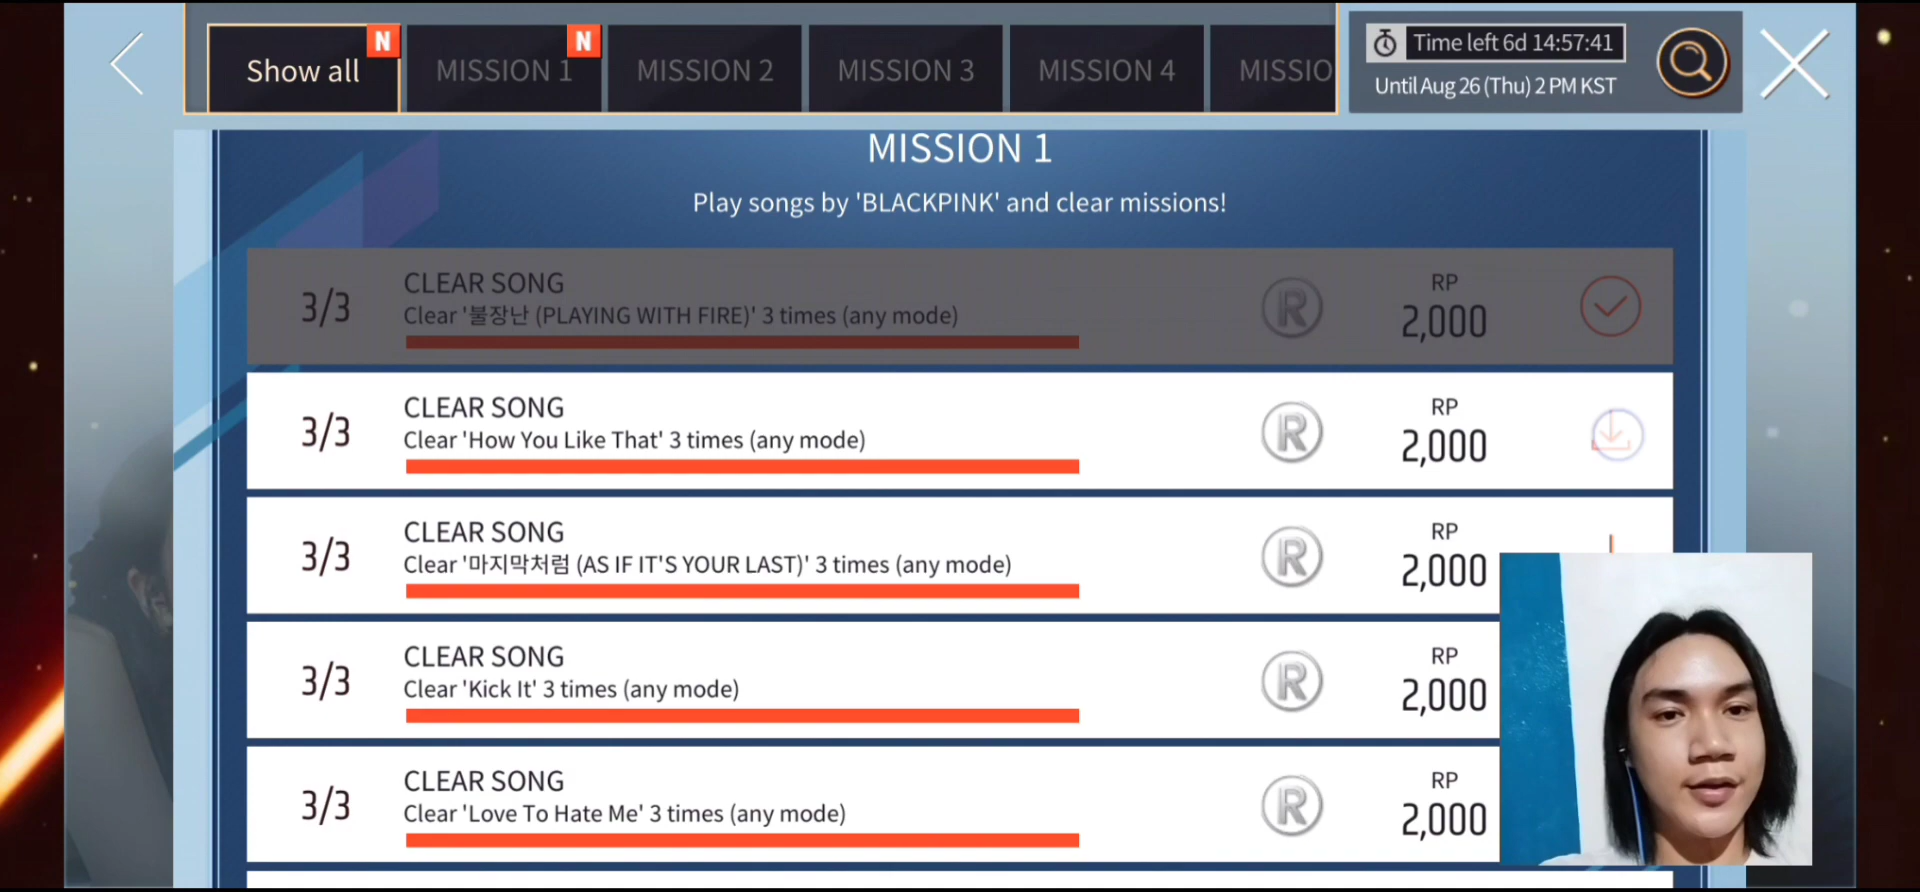 Show all
N
MISSION 1
N
MISSION 2
MISSION 3
MISSION 4
MISSIO
Time left 6d 14:57:41
Until Aug 26 (Thu) 2 PM KST
MISSION 1
Play songs by 'BLACKPINK' and clear missions!
3/3
CLEAR SONG
Clear '불장난 (PLAYING WITH FIRE)' 3 times (any mode)
R
RP
2,000
3/3
CLEAR SONG
Clear 'How You Like That' 3 times (any mode)
R
RP
2,000
3/3
CLEAR SONG
Clear '마지막처럼 (AS IF IT'S YOUR LAST)' 3 times (any mode)
R
RP
2,000
3/3
CLEAR SONG
Clear 'Kick It' 3 times (any mode)
R
RP
2,000
3/3
CLEAR SONG
Clear 'Love To Hate Me' 3 times (any mode)
R
RP
2,000